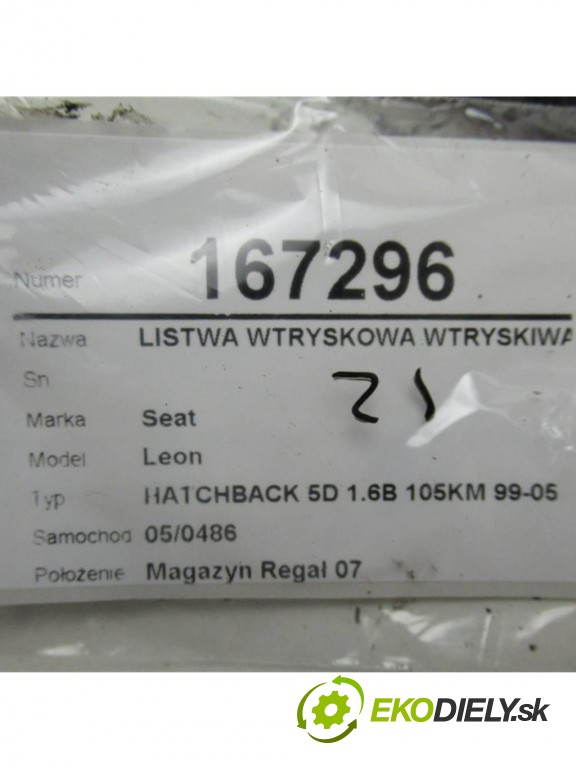 Numer 167296
Nazwa LISTWA WTRYSKOWA WTRYSKIWA
Sn
Marka Seat
Model Leon
Typ HATCHBACK 5D 1.6B 105KM 99-05
Samochod 05/0486
Położenie Magazyn Regał 07
EKODIELY.sk